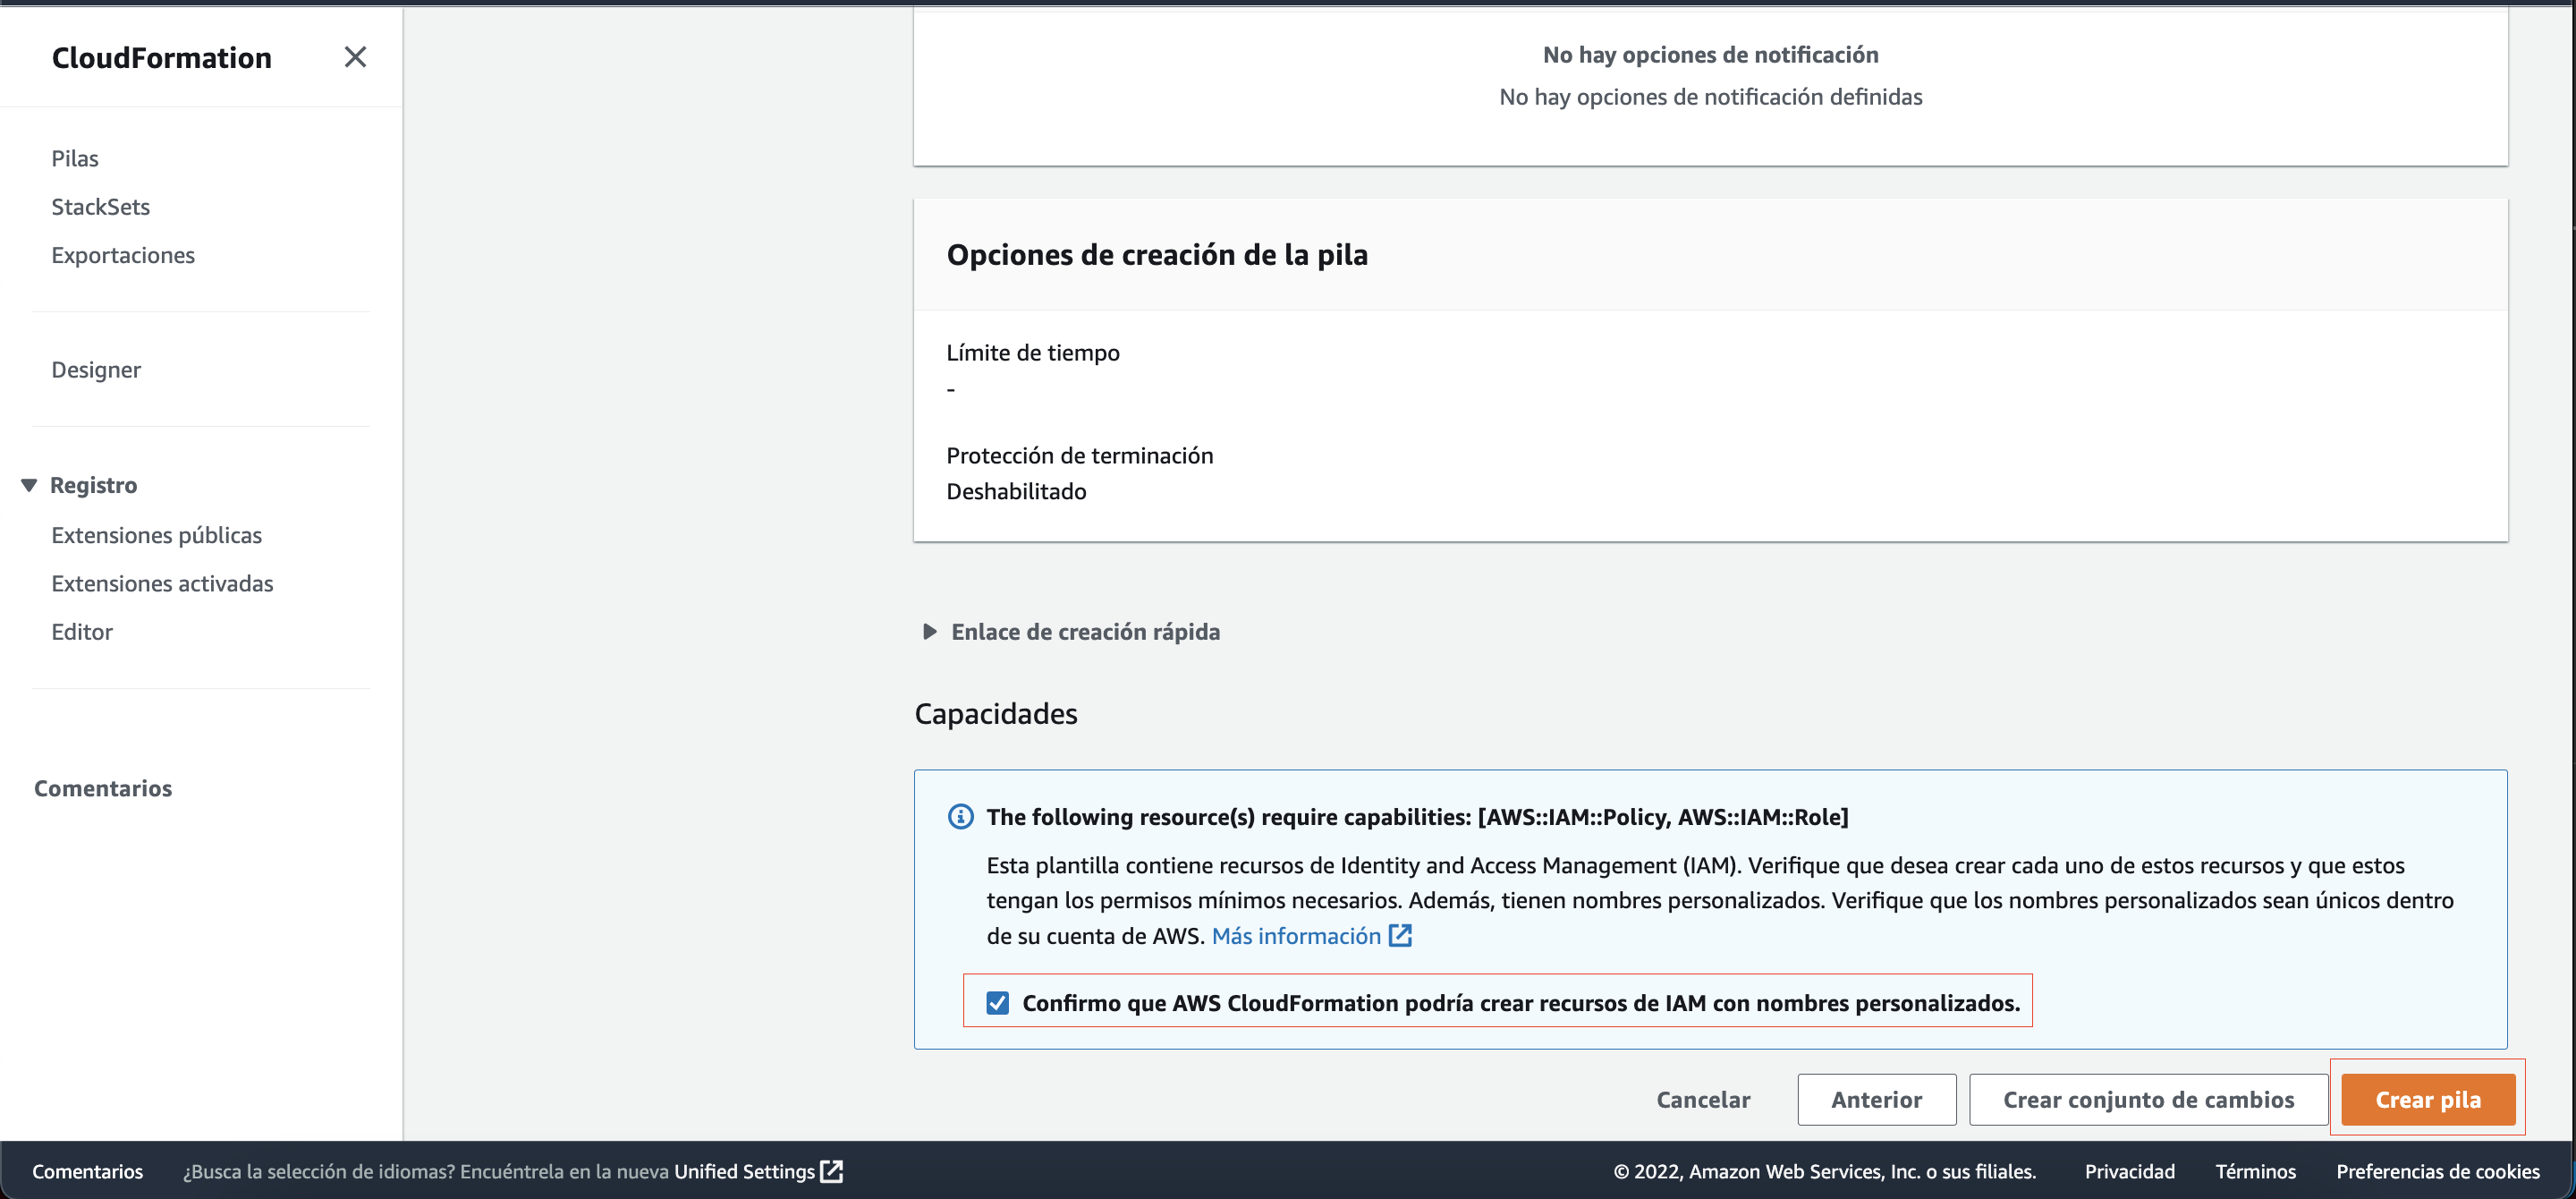 CloudFormation
Pilas
StackSets
Exportaciones
Designer
Registro
Extensiones públicas
Extensiones activadas
Editor
Comentarios
No hay opciones de notificación
No hay opciones de notificación definidas
Opciones de creación de la pila
Límite de tiempo
-
Protección de terminación
Deshabilitado
Enlace de creación rápida
Capacidades
The following resource(s) require capabilities: [AWS::IAM::Policy, AWS::IAM::Role]
Esta plantilla contiene recursos de Identity and Access Management (IAM). Verifique que desea crear cada uno de estos recursos y que estos
tengan los permisos mínimos necesarios. Además, tienen nombres personalizados. Verifique que los nombres personalizados sean únicos dentro
de su cuenta de AWS. Más información
Confirmo que AWS CloudFormation podría crear recursos de IAM con nombres personalizados.
Cancelar
Anterior
Crear conjunto de cambios
Crear pila
Comentarios
¿Busca la selección de idiomas? Encuéntrela en la nueva Unified Settings
© 2022, Amazon Web Services, Inc. o sus filiales.
Privacidad
Términos
Preferencias de cookies